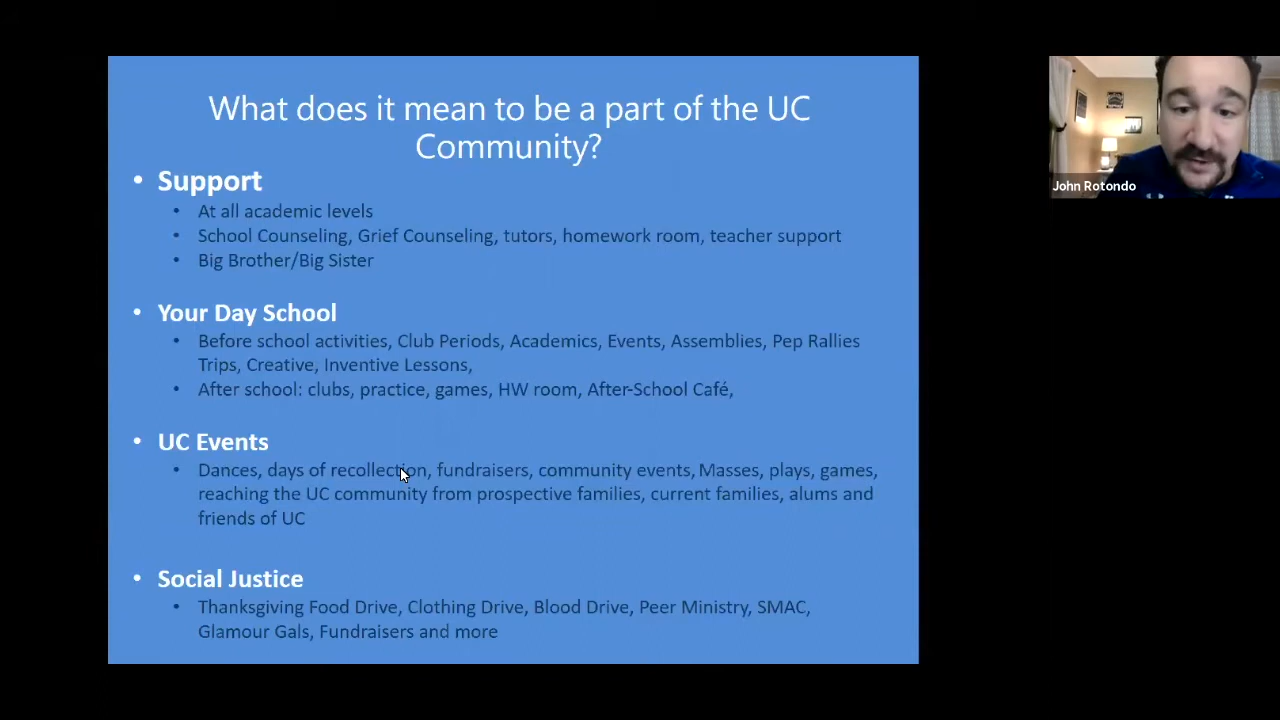 What does it mean to be a part of the UC
Community?
• Support
• At all academic levels
• School Counseling, Grief Counseling, tutors, homework room, teacher support
• Big Brother/Big Sister
• Your Day School
• Before school activities, Club Periods, Academics, Events, Assemblies, Pep Rallies
Trips, Creative, Inventive Lessons,
• After school: clubs, practice, games, HW room, After-School Café,
• UC Events
• Dances, days of recollection, fundraisers, community events, Masses, plays, games,
reaching the UC community from prospective families, current families, alums and
friends of UC
• Social Justice
• Thanksgiving Food Drive, Clothing Drive, Blood Drive, Peer Ministry, SMAC,
Glamour Gals, Fundraisers and more
John Rotondo